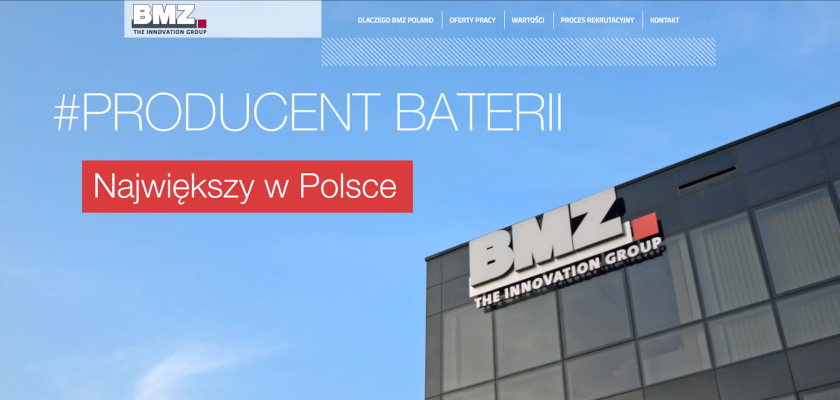 BMZ.
THE INNOVATION GROUP
DLACZEGO BMZ POLAND
OFERTY PRACY
WARTOŚCI
PROCES REKRUTACYJNY
KONTAKT
#PRODUCENT BATERII
Największy w Polsce
BMZ.
THE INNOVATION GROUP